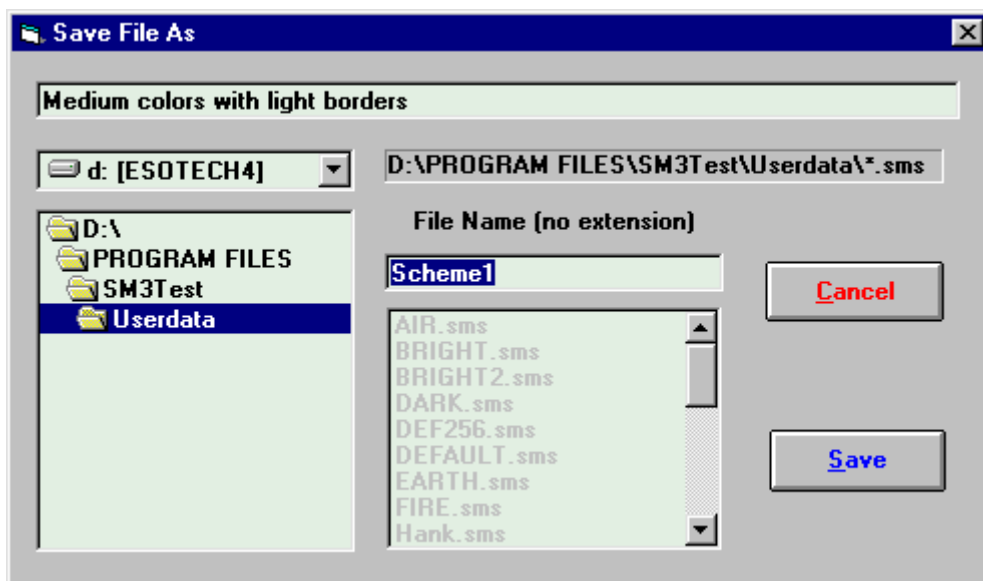 Save File As
Medium colors with light borders
d: [ESOTECH4]
D:\PROGRAM FILES\SM3Test\Userdata\*.sms
D:\
PROGRAM FILES
SM3Test
Userdata
File Name (no extension)
Scheme1
AIR.sms
BRIGHT.sms
BRIGHT2.sms
DARK.sms
DEF256.sms
DEFAULT.sms
EARTH.sms
FIRE.sms
Hank.sms
Cancel
Save